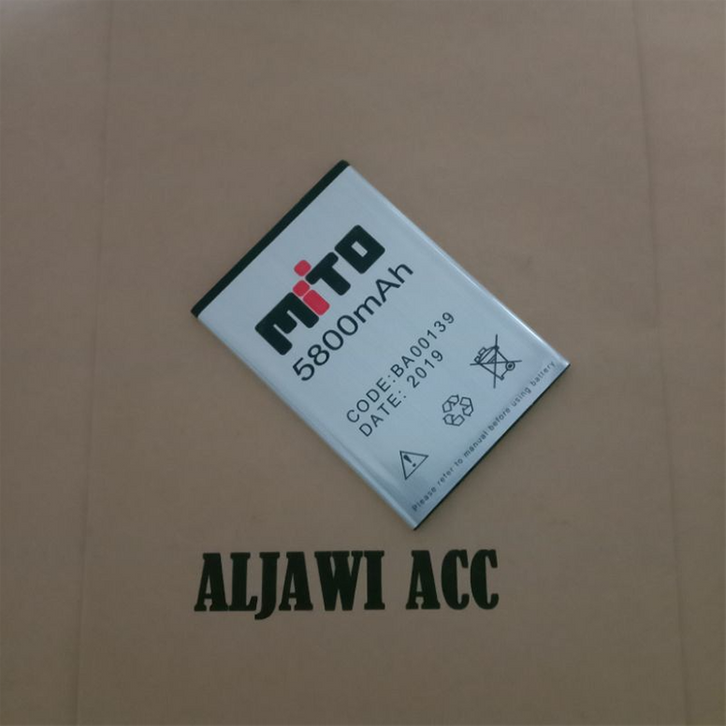 MiTO
5800mAh
CODE:BA00139
DATE: 2019
Please refer to manual before using battery
ALJAWI ACC